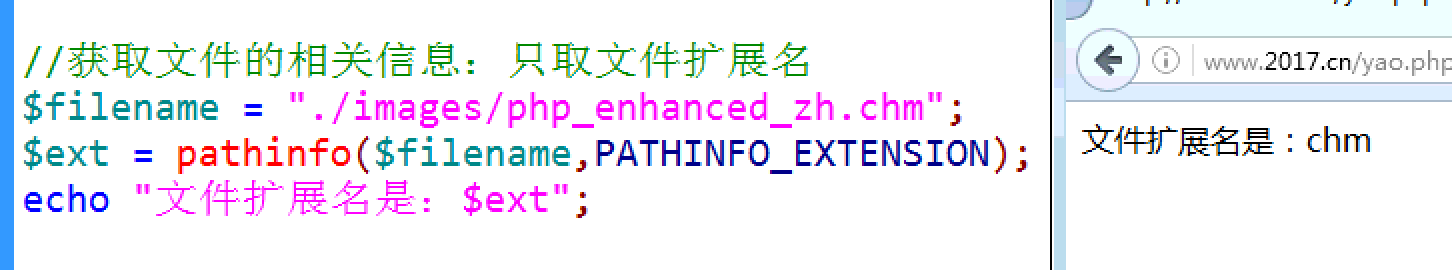 //获取文件的相关信息：只取文件扩展名
$filename = "./images/php_enhanced_zh.chm";
$ext = pathinfo($filename,PATHINFO_EXTENSION);
echo "文件扩展名是：$ext";
www.2017.cn/yao.php
文件扩展名是：chm